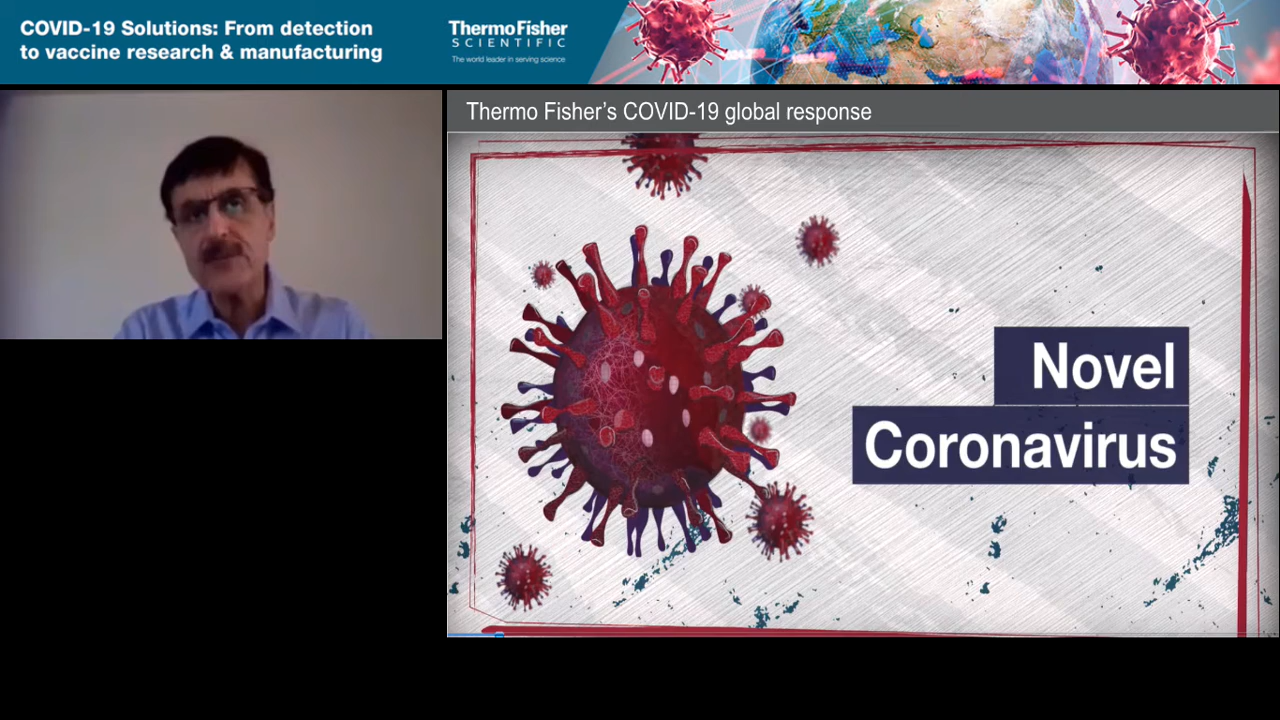 COVID-19 Solutions: From detection
to vaccine research & manufacturing
ThermoFisher
SCIENTIFIC
The world leader in serving science
Thermo Fisher’s COVID-19 global response
Novel
Coronavirus